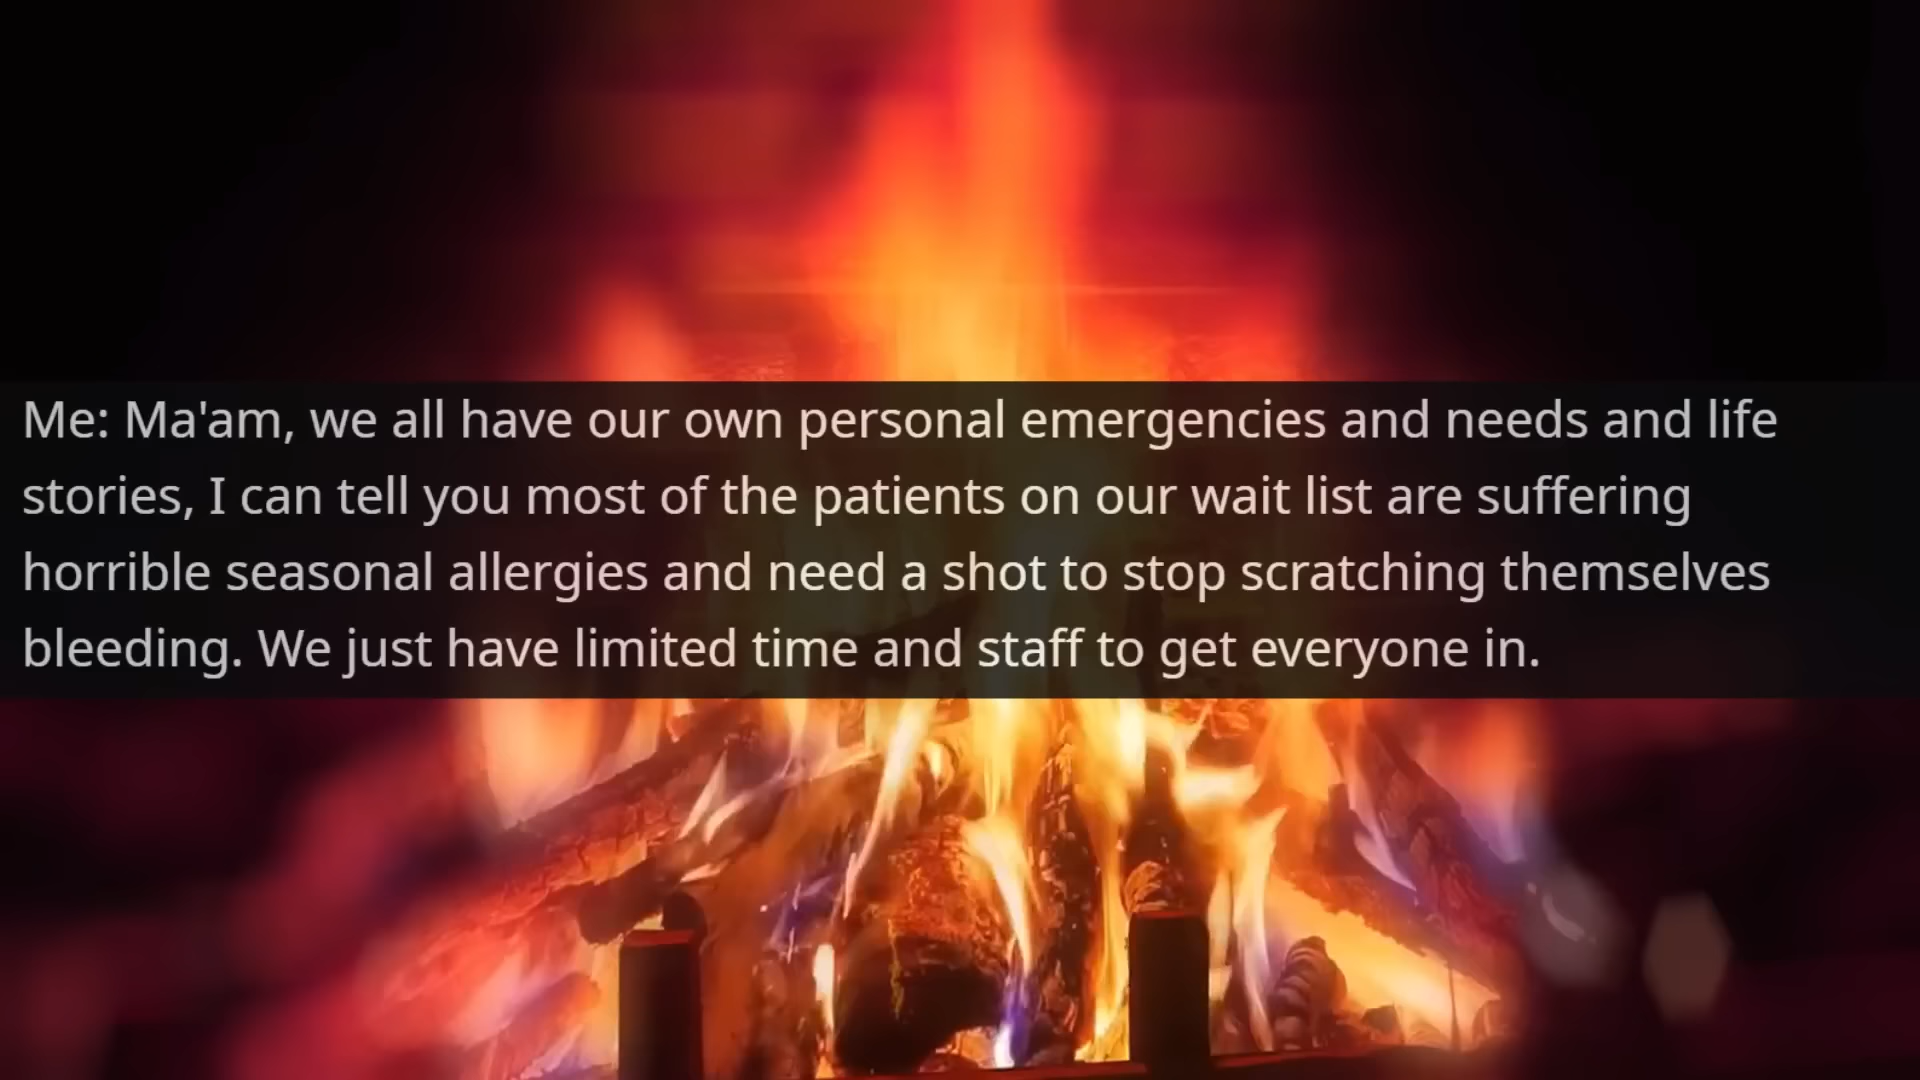 Me: Ma'am, we all have our own personal emergencies and needs and life
stories, I can tell you most of the patients on our wait list are suffering
horrible seasonal allergies and need a shot to stop scratching themselves
bleeding. We just have limited time and staff to get everyone in.